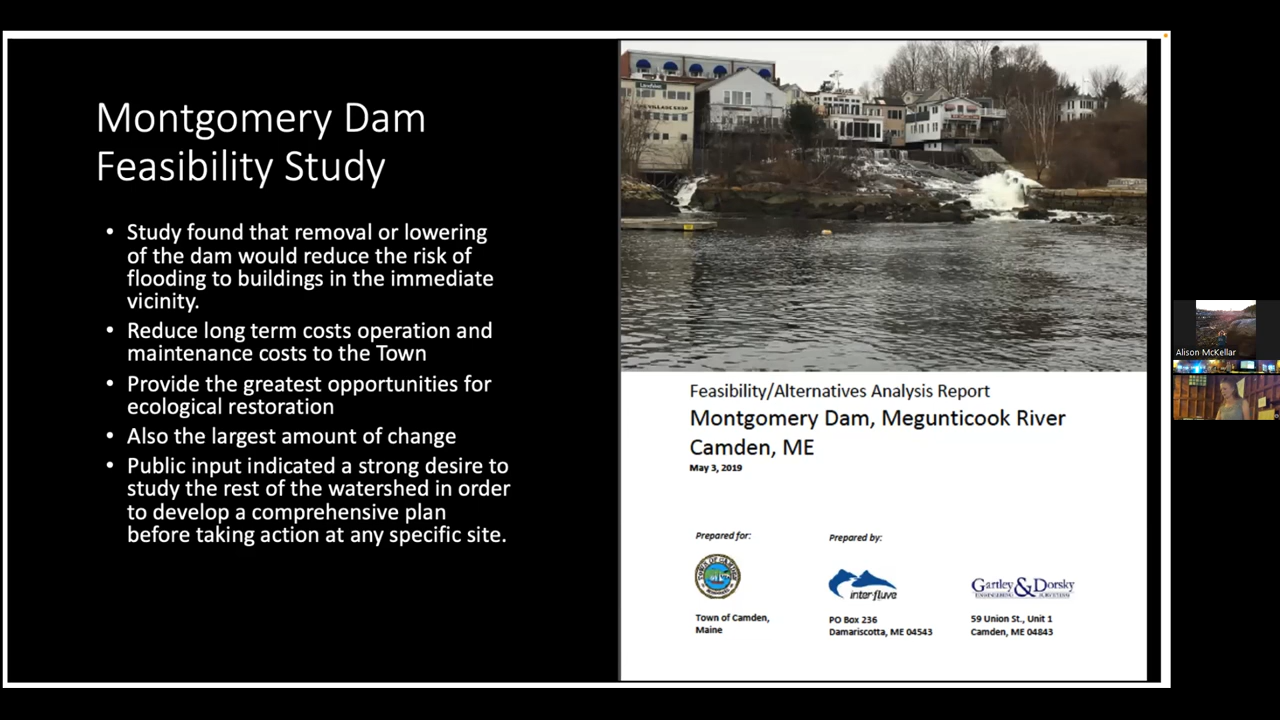 Montgomery Dam
Feasibility Study
• Study found that removal or lowering
of the dam would reduce the risk of
flooding to buildings in the immediate
vicinity.
• Reduce long term costs operation and
maintenance costs to the Town
• Provide the greatest opportunities for
ecological restoration
• Also the largest amount of change
• Public input indicated a strong desire to
study the rest of the watershed in order
to develop a comprehensive plan
before taking action at any specific site.
VILLAGE SHOP
Feasibility/Alternatives Analysis Report
Montgomery Dam, Megunticook River
Camden, ME
May 3, 2019
Prepared for:
Town of Camden,
Maine
Prepared by:
inter-fluve
PO Box 236
Damariscotta, ME 04543
Gartley & Dorsky
59 Union St., Unit 1
Camden, ME 04843
Alison McKellar